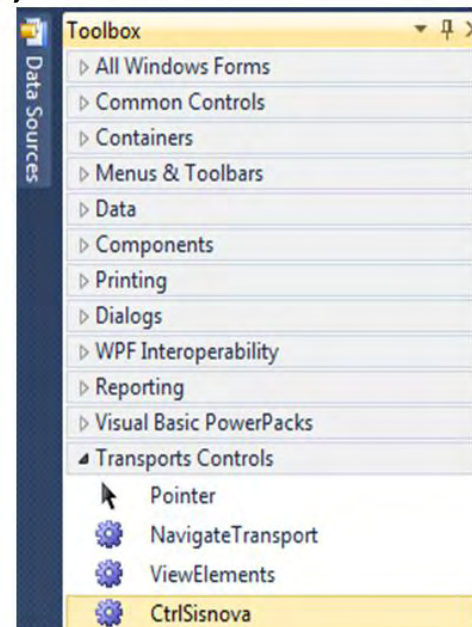 Toolbox
Data Sources
All Windows Forms
Common Controls
Containers
Menus & Toolbars
Data
Components
Printing
Dialogs
WPF Interoperability
Reporting
Visual Basic PowerPacks
Transports Controls
Pointer
NavigateTransport
ViewElements
CtrlSisnova